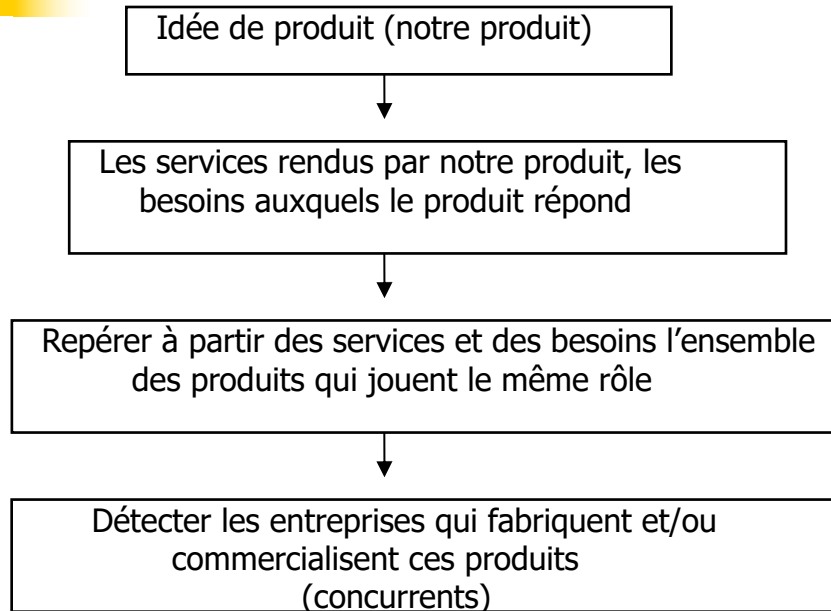 Idée de produit (notre produit)
Les services rendus par notre produit, les
besoins auxquels le produit répond
Repérer à partir des services et des besoins l’ensemble
des produits qui jouent le même rôle
Détecter les entreprises qui fabriquent et/ou
commercialisent ces produits
(concurrents)